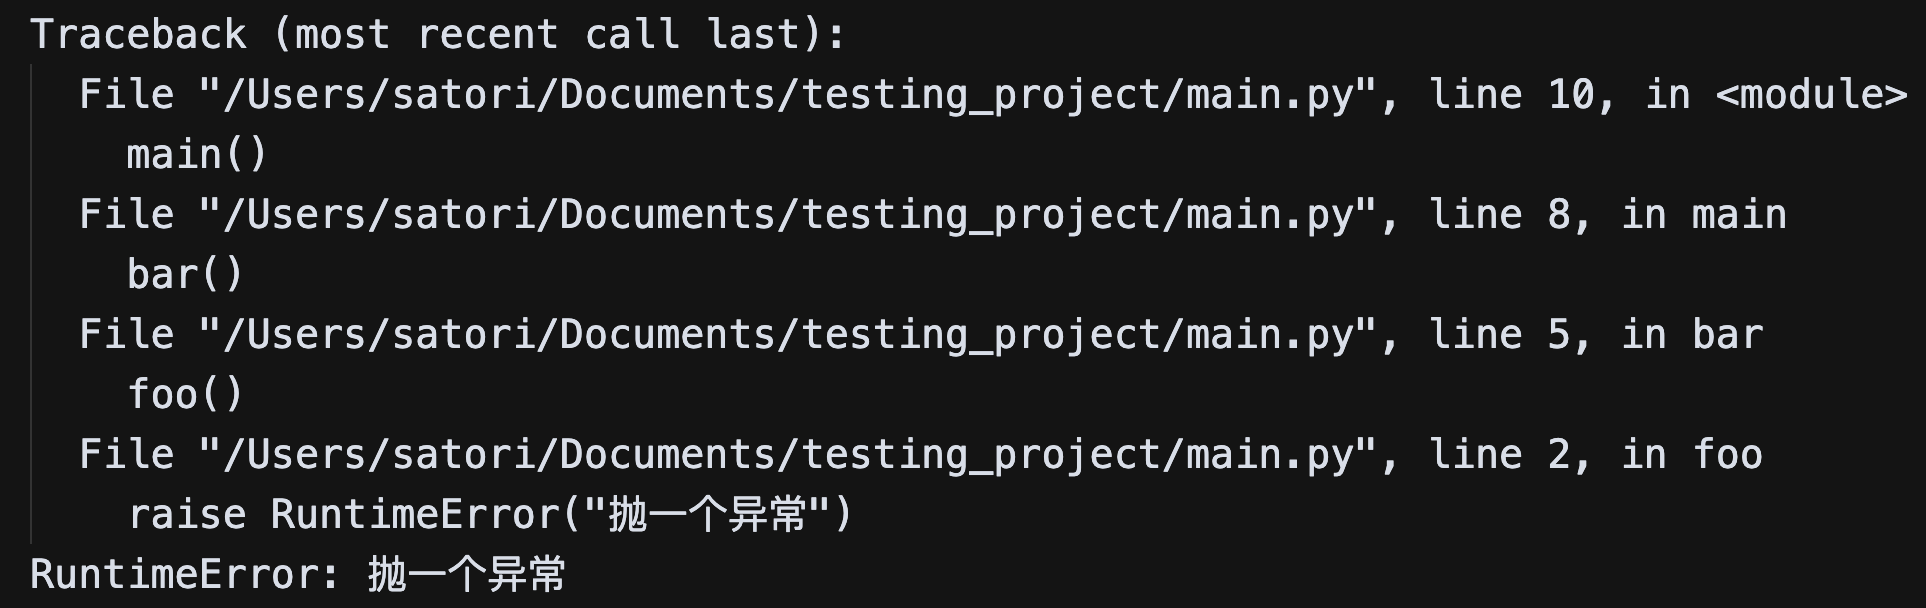 Traceback (most recent call last):
  File "/Users/satori/Documents/testing_project/main.py", line 10, in <module>
    main()
  File "/Users/satori/Documents/testing_project/main.py", line 8, in main
    bar()
  File "/Users/satori/Documents/testing_project/main.py", line 5, in bar
    foo()
  File "/Users/satori/Documents/testing_project/main.py", line 2, in foo
    raise RuntimeError("抛一个异常")
RuntimeError: 抛一个异常